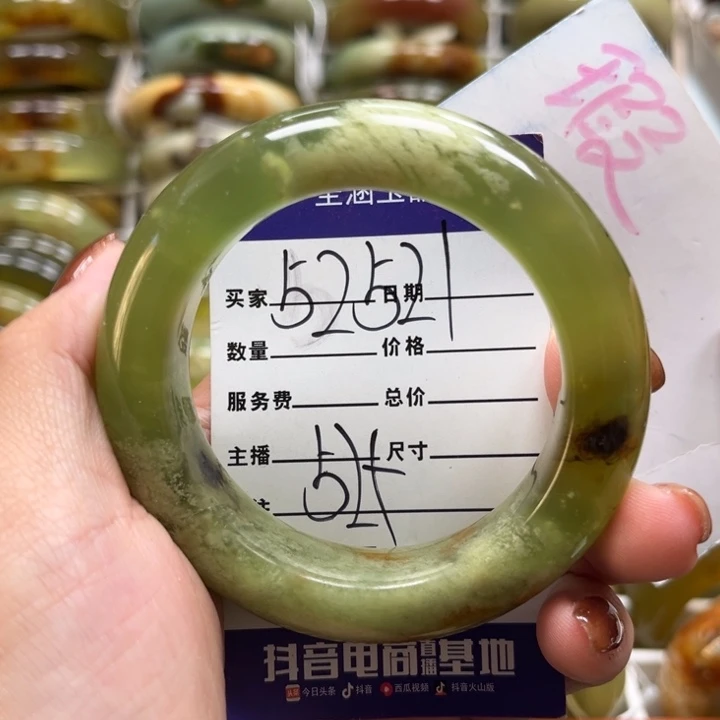 52521
买家 日期
数量 价格
服务费 总价
主播 尺寸
抖音电商直播基地
今日头条 抖音 西瓜视频 抖音火山版